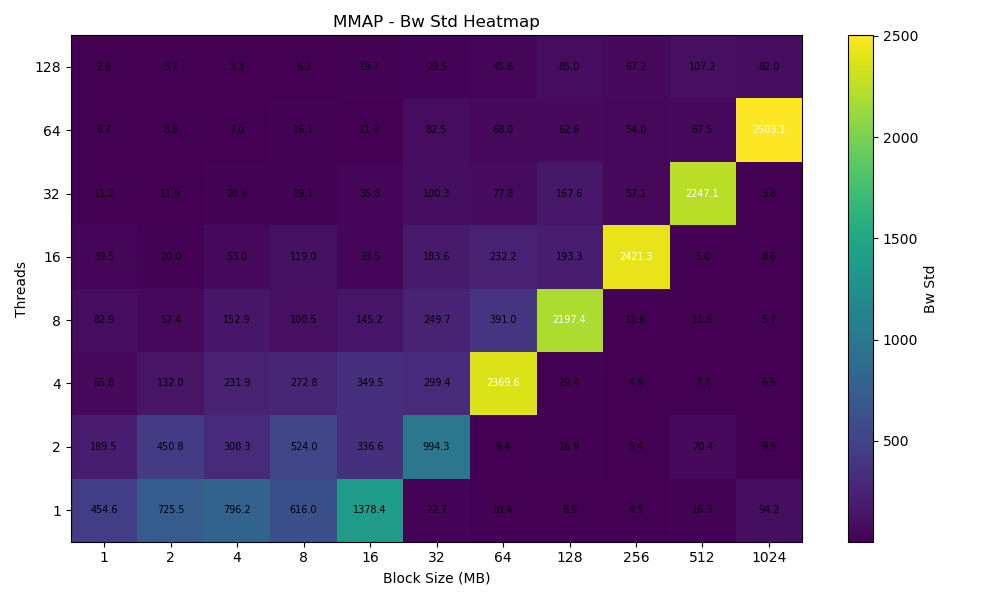 MMAP - Bw Std Heatmap
128 2.6 3.7 3.3 6.3 19.7 29.5 45.6 85.0 67.2 107.2 82.0
64 6.7 8.8 7.0 16.1 11.2 82.5 68.0 62.6 54.0 67.5 2503.1
32 11.2 11.9 20.9 19.1 35.8 100.3 77.8 167.6 57.1 2247.1 3.8
16 39.5 20.0 53.0 119.0 33.5 183.6 232.2 193.3 2421.3 5.0 8.6
8 82.9 57.4 152.9 100.5 145.2 249.7 391.0 2197.4 11.6 11.6 5.7
4 65.8 132.0 231.9 272.8 349.5 299.4 2369.6 19.4 4.9 7.7 6.5
2 189.5 450.8 308.3 524.0 336.6 994.3 9.4 16.9 9.4 70.4 9.9
1 454.6 725.5 796.2 616.0 1378.4 22.7 10.4 8.9 4.5 16.3 94.2
1 2 4 8 16 32 64 128 256 512 1024
Block Size (MB)
Threads
2500
2000
1500
1000
500
Bw Std